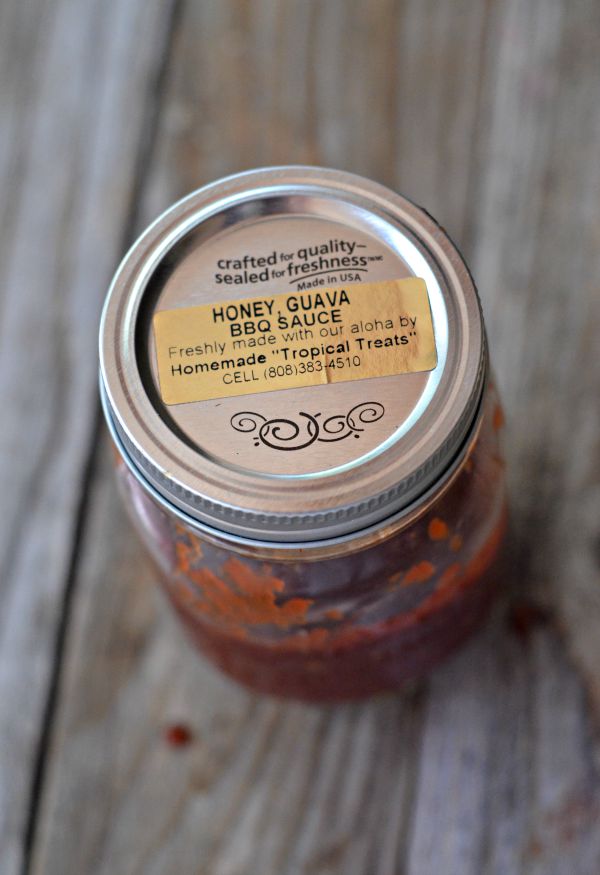 crafted for quality—
sealed for freshness™/MC
Made in USA
HONEY, GUAVA
BBQ SAUCE
Freshly made with our aloha by
Homemade "Tropical Treats"
CELL (808)383-4510